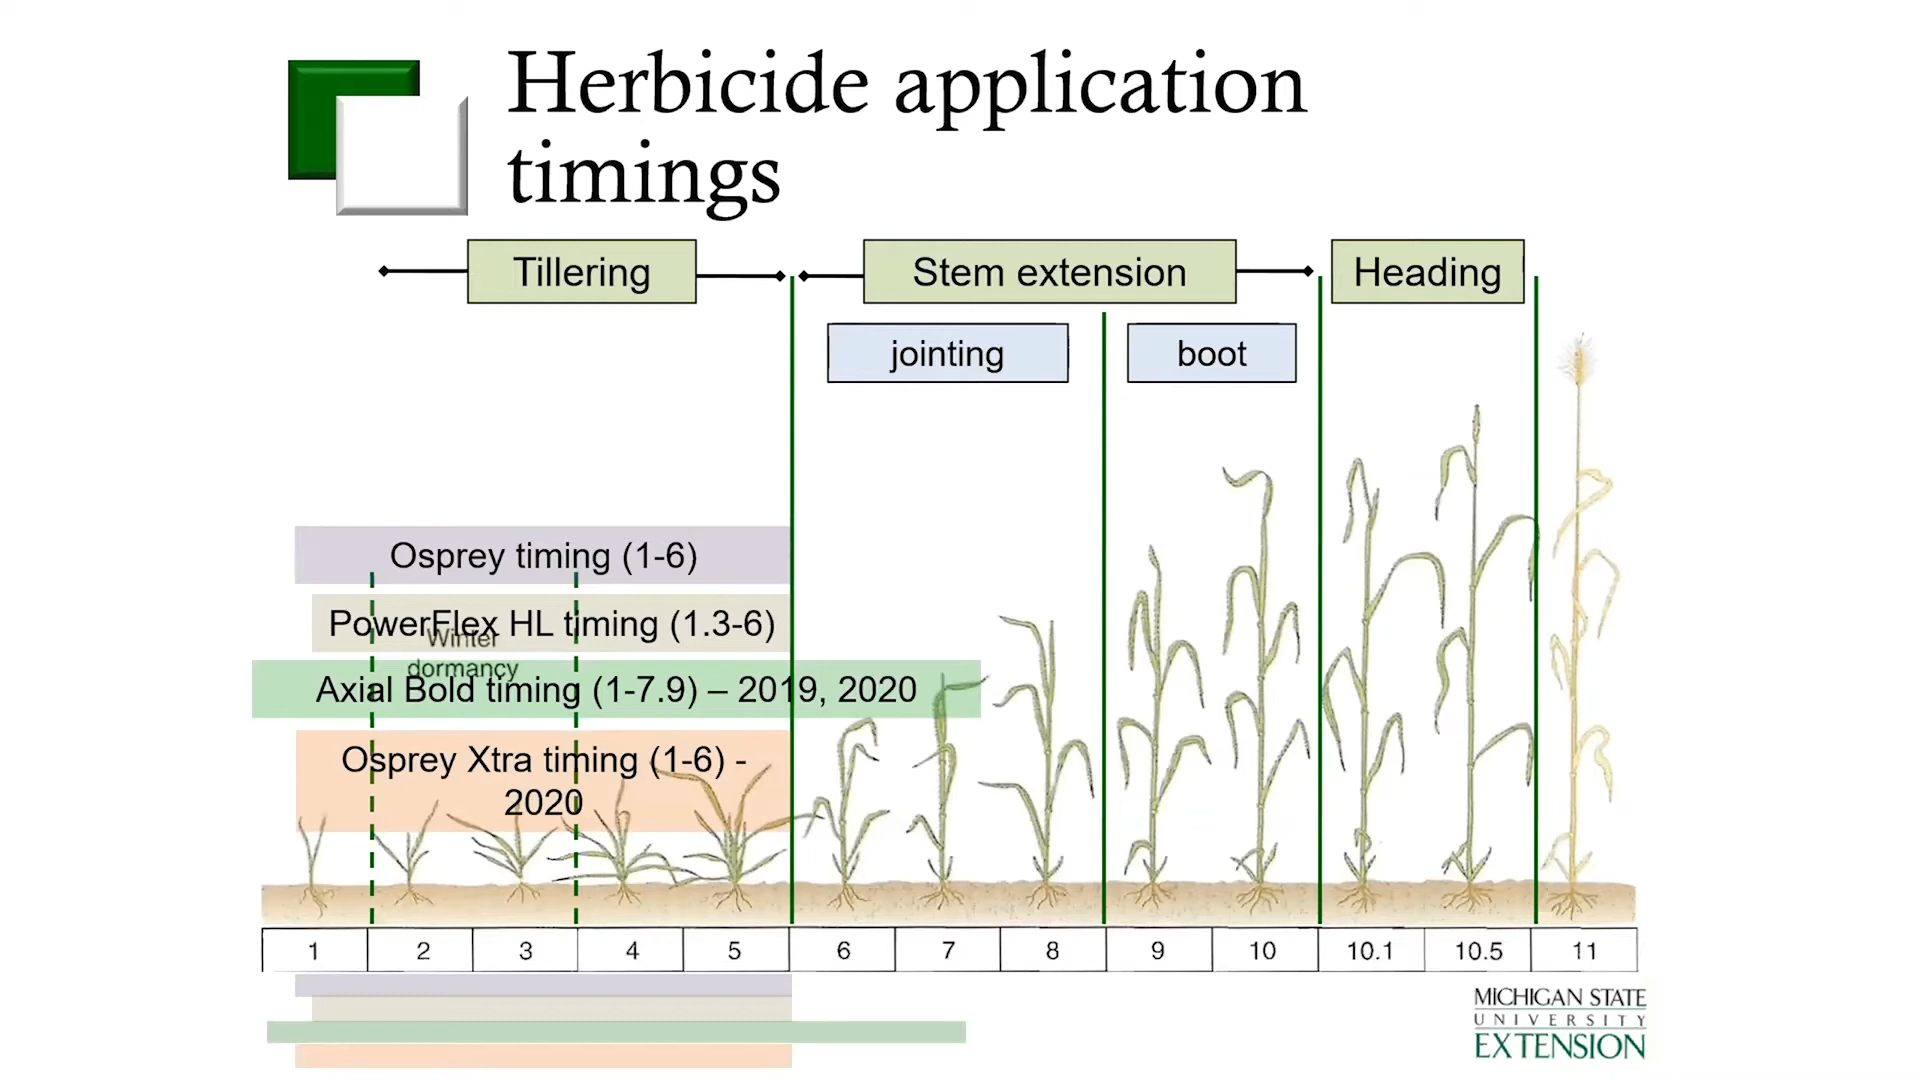 Herbicide application
timings
Tillering
Stem extension
Heading
jointing
boot
Osprey timing (1-6)
PowerFlex HL timing (1.3-6)
Winter
dormancy
Axial Bold timing (1-7.9) – 2019, 2020
Osprey Xtra timing (1-6) -
2020
1 2 3 4 5 6 7 8 9 10 10.1 10.5 11
MICHIGAN STATE
UNIVERSITY
EXTENSION